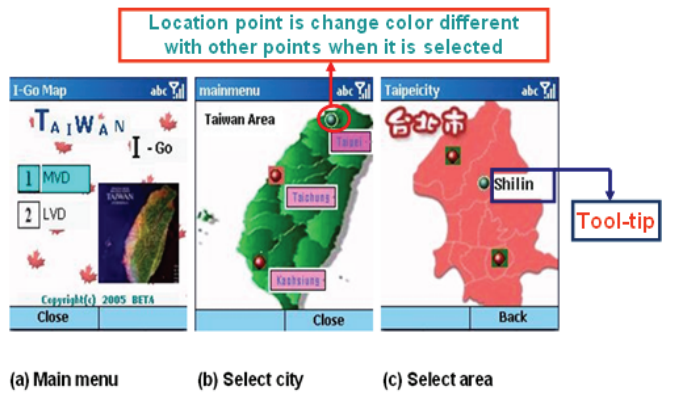 Location point is change color different
with other points when it is selected
I-Go Map
abc
TAIWAN
I - Go
1 MVD
2 LVD
TAIWAN
Copyright(c) 2005 BETA
Close
mainmenu
abc
Taiwan Area
Taipei
Taichung
Kaohsiung
Close
Taipeicity
abc
台北市
Shilin
Back
Tool-tip
(a) Main menu
(b) Select city
(c) Select area